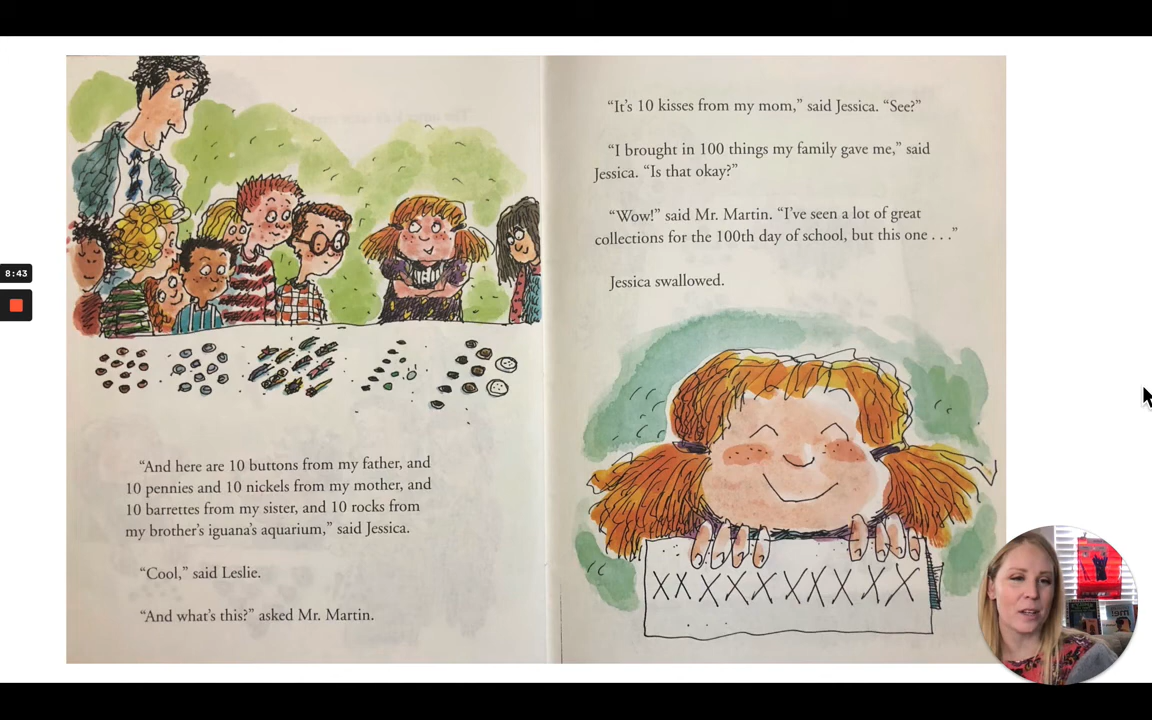 8:43
“And here are 10 buttons from my father, and
10 pennies and 10 nickels from my mother, and
10 barrettes from my sister, and 10 rocks from
my brother’s iguana’s aquarium,” said Jessica.
“Cool,” said Leslie.
“And what’s this?” asked Mr. Martin.
“It’s 10 kisses from my mom,” said Jessica. “See?”
“I brought in 100 things my family gave me,” said
Jessica. “Is that okay?”
“Wow!” said Mr. Martin. “I’ve seen a lot of great
collections for the 100th day of school, but this one . . .”
Jessica swallowed.
XXXXXXXXXX